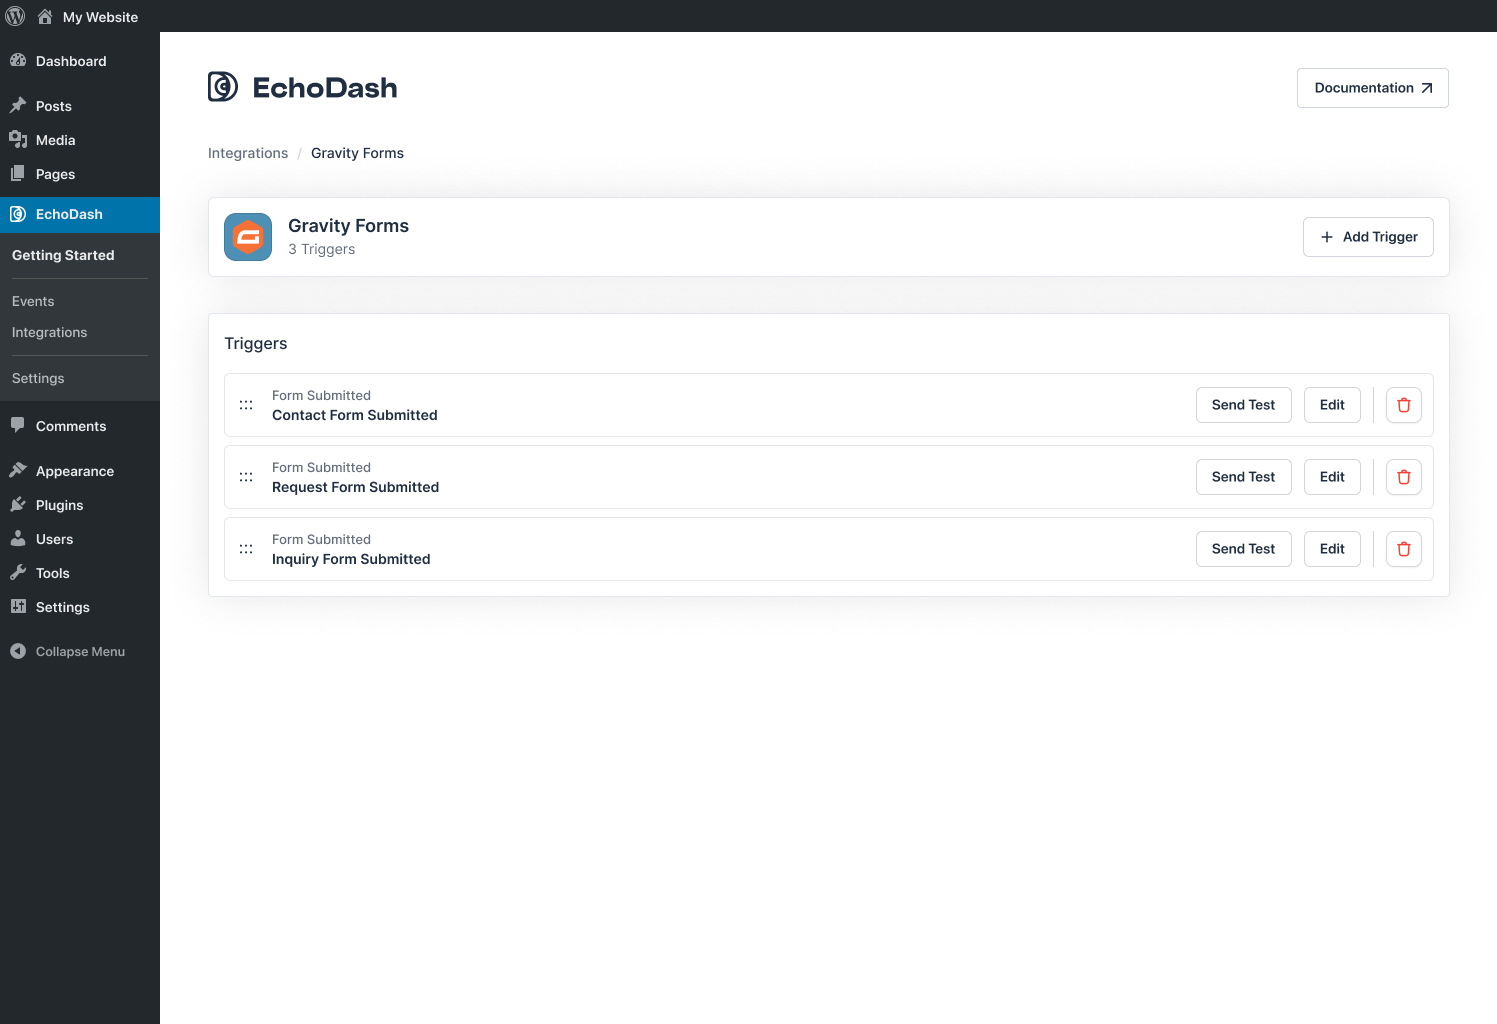 My Website
Dashboard
Posts
Media
Pages
EchoDash
Getting Started
Events
Integrations
Settings
Comments
Appearance
Plugins
Users
Tools
Settings
Collapse Menu
EchoDash
Documentation
Integrations / Gravity Forms
Gravity Forms
3 Triggers
Add Trigger
Triggers
Form Submitted
Contact Form Submitted
Send Test
Edit
Form Submitted
Request Form Submitted
Send Test
Edit
Form Submitted
Inquiry Form Submitted
Send Test
Edit